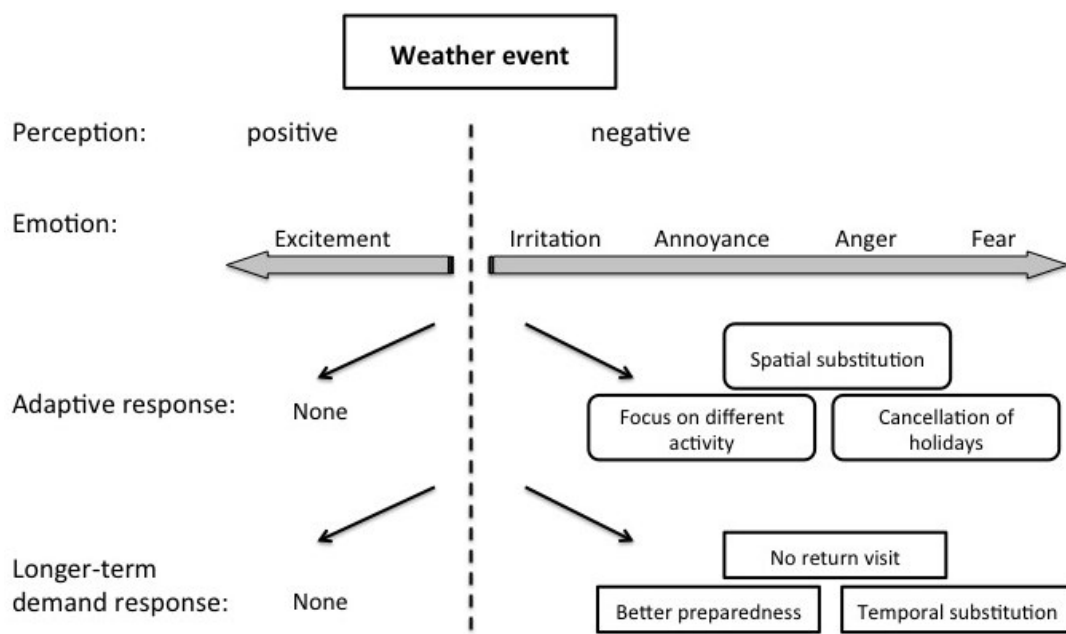 Weather event
Perception: positive negative
Emotion:
Excitement Irritation Annoyance Anger Fear
Spatial substitution
Adaptive response: None
Focus on different
activity
Cancellation of
holidays
No return visit
Longer-term
demand response: None
Better preparedness Temporal substitution